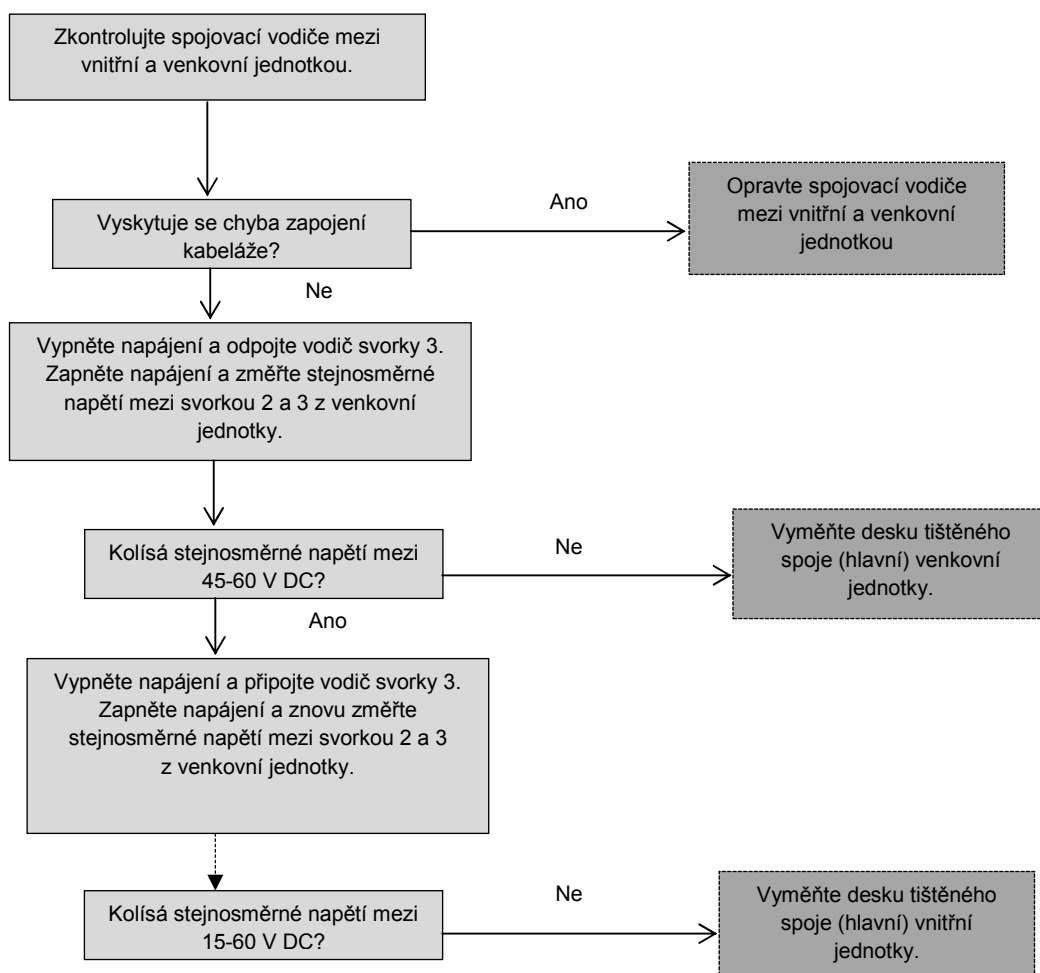 Zkontrolujte spojovací vodiče mezi
vnitřní a venkovní jednotkou.
Vyskytuje se chyba zapojení
kabeláže?
Ano
Opravte spojovací vodiče
mezi vnitřní a venkovní
jednotkou
Ne
Vypněte napájení a odpojte vodič svorky 3.
Zapněte napájení a změřte stejnosměrné
napětí mezi svorkou 2 a 3 z venkovní
jednotky.
Kolísá stejnosměrné napětí mezi
45-60 V DC?
Ne
Vyměňte desku tištěného
spoje (hlavní) venkovní
jednotky.
Ano
Vypněte napájení a připojte vodič svorky 3.
Zapněte napájení a znovu změřte
stejnosměrné napětí mezi svorkou 2 a 3
z venkovní jednotky.
Kolísá stejnosměrné napětí mezi
15-60 V DC?
Ne
Vyměňte desku tištěného
spoje (hlavní) vnitřní
jednotky.